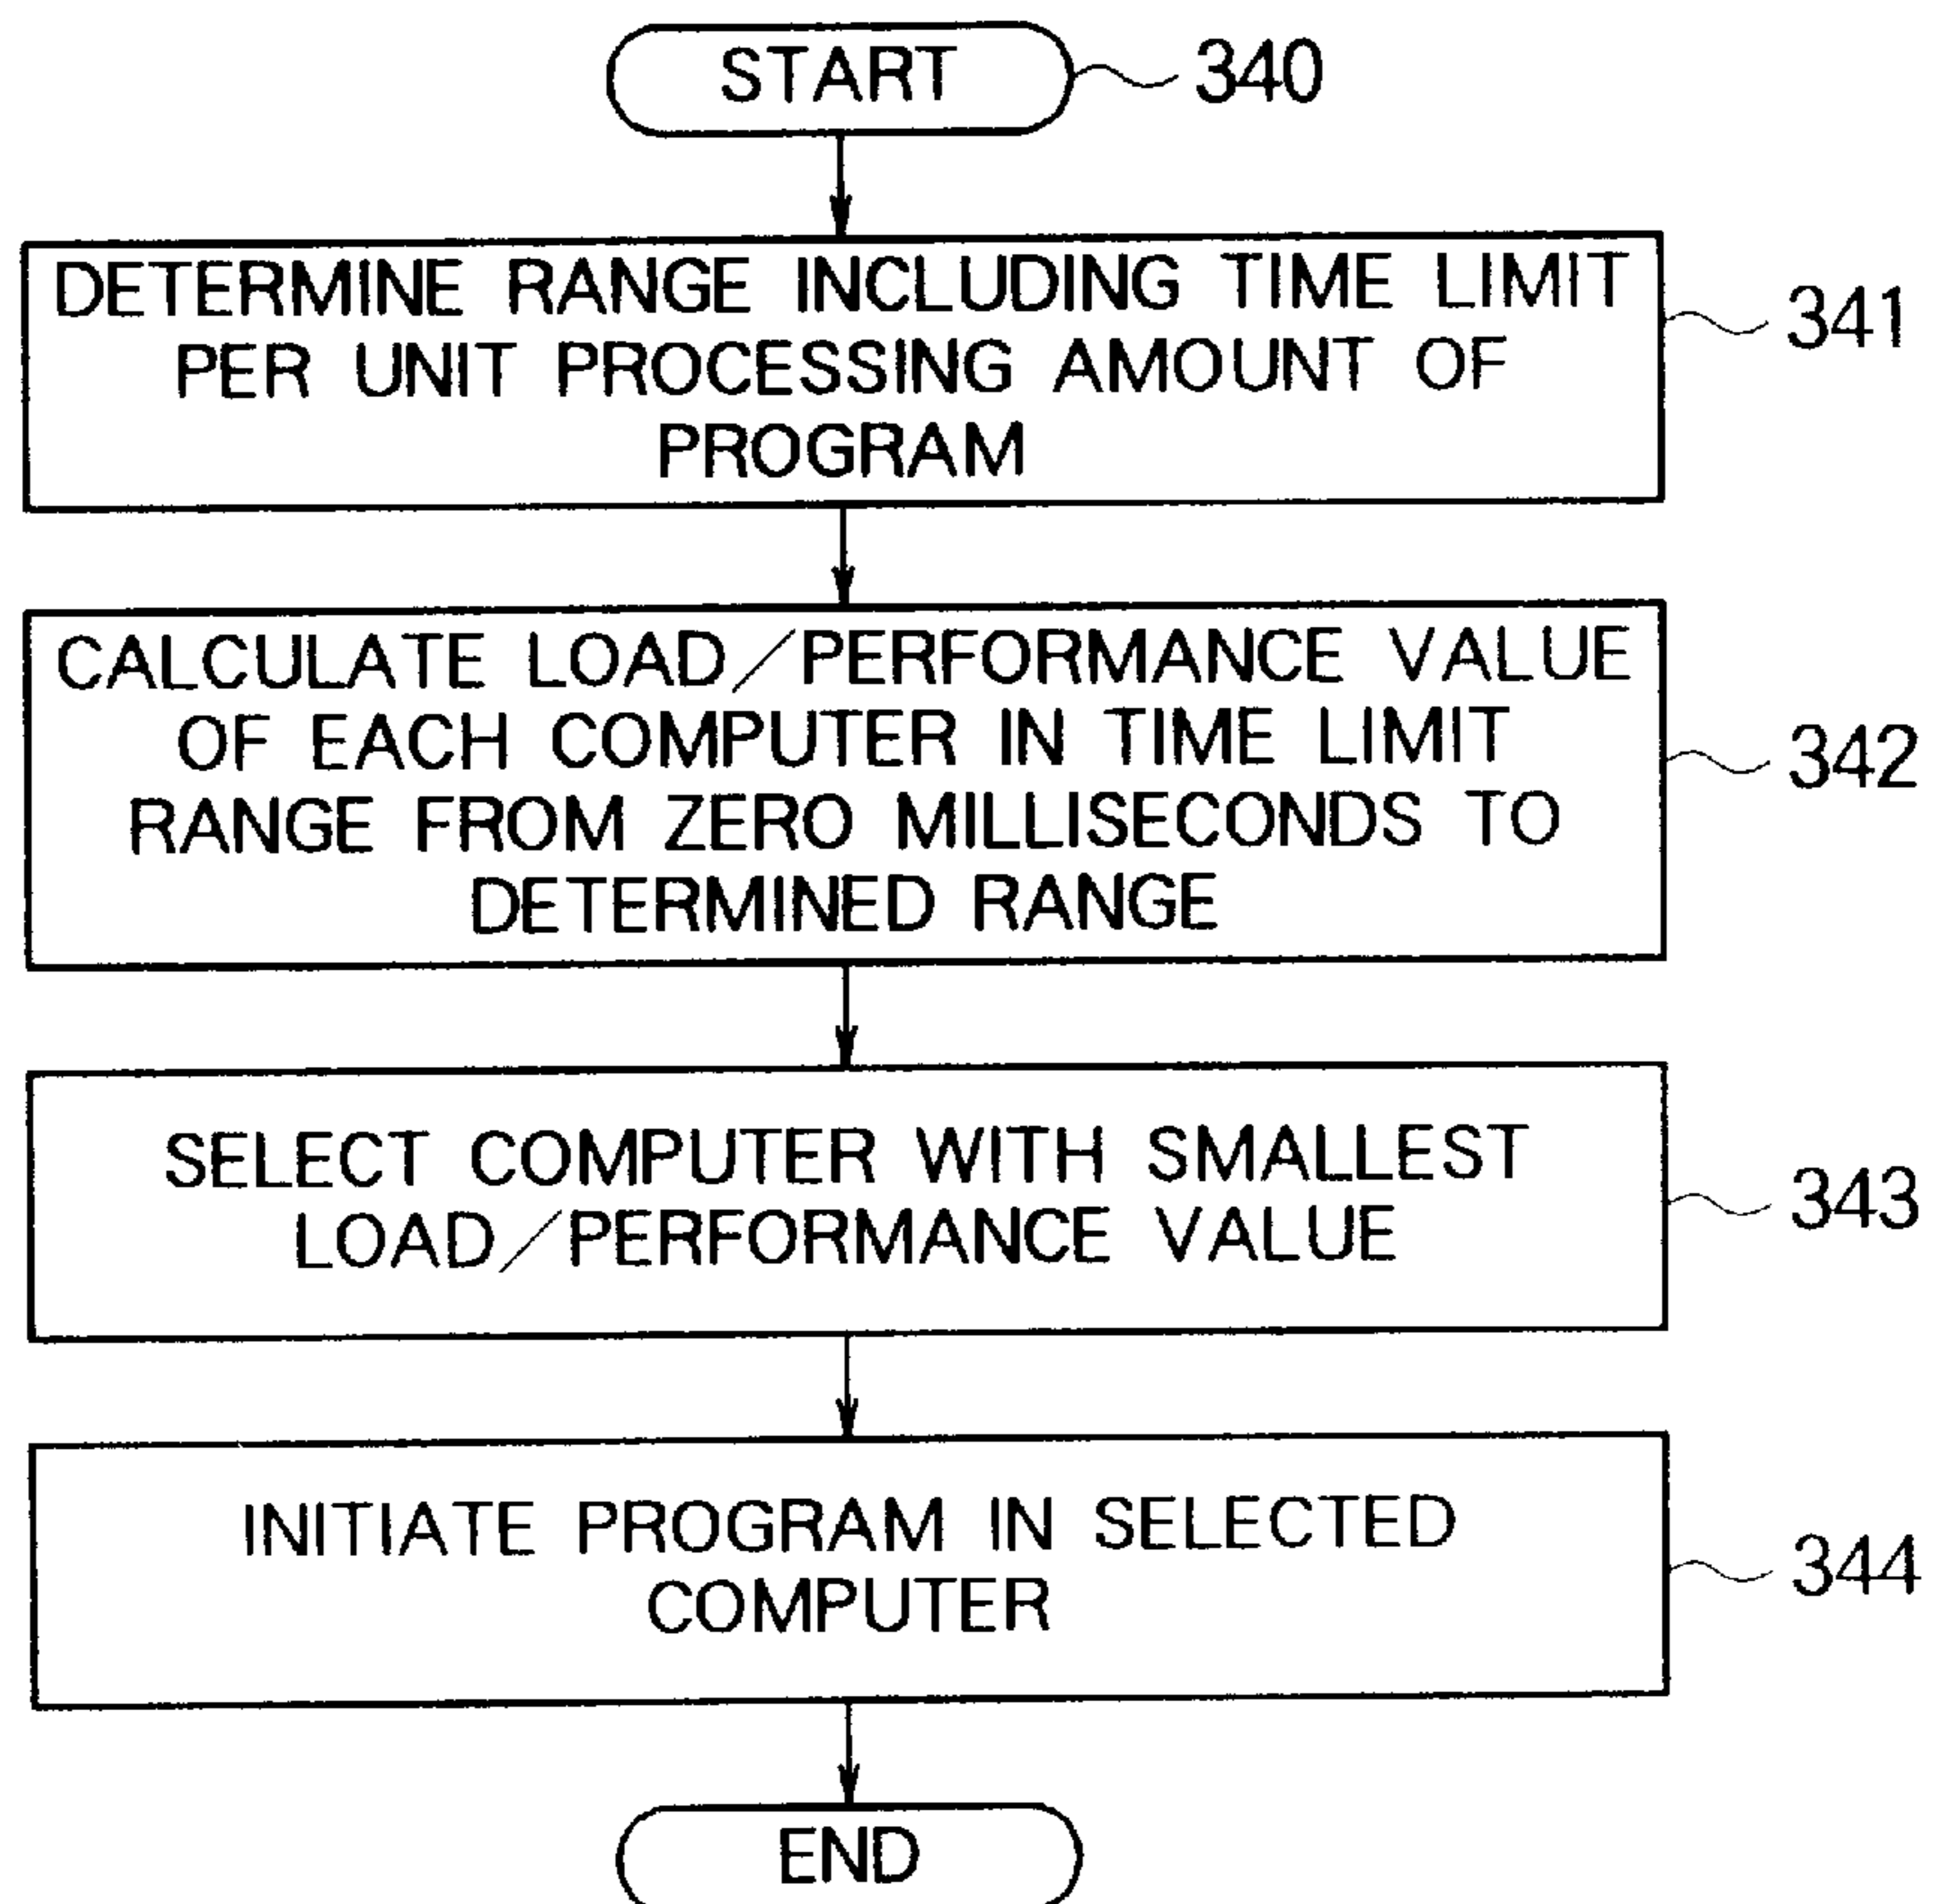 START
340
DETERMINE RANGE INCLUDING TIME LIMIT
PER UNIT PROCESSING AMOUNT OF
PROGRAM
341
CALCULATE LOAD/PERFORMANCE VALUE
OF EACH COMPUTER IN TIME LIMIT
RANGE FROM ZERO MILLISECONDS TO
DETERMINED RANGE
342
SELECT COMPUTER WITH SMALLEST
LOAD/PERFORMANCE VALUE
343
INITIATE PROGRAM IN SELECTED
COMPUTER
344
END